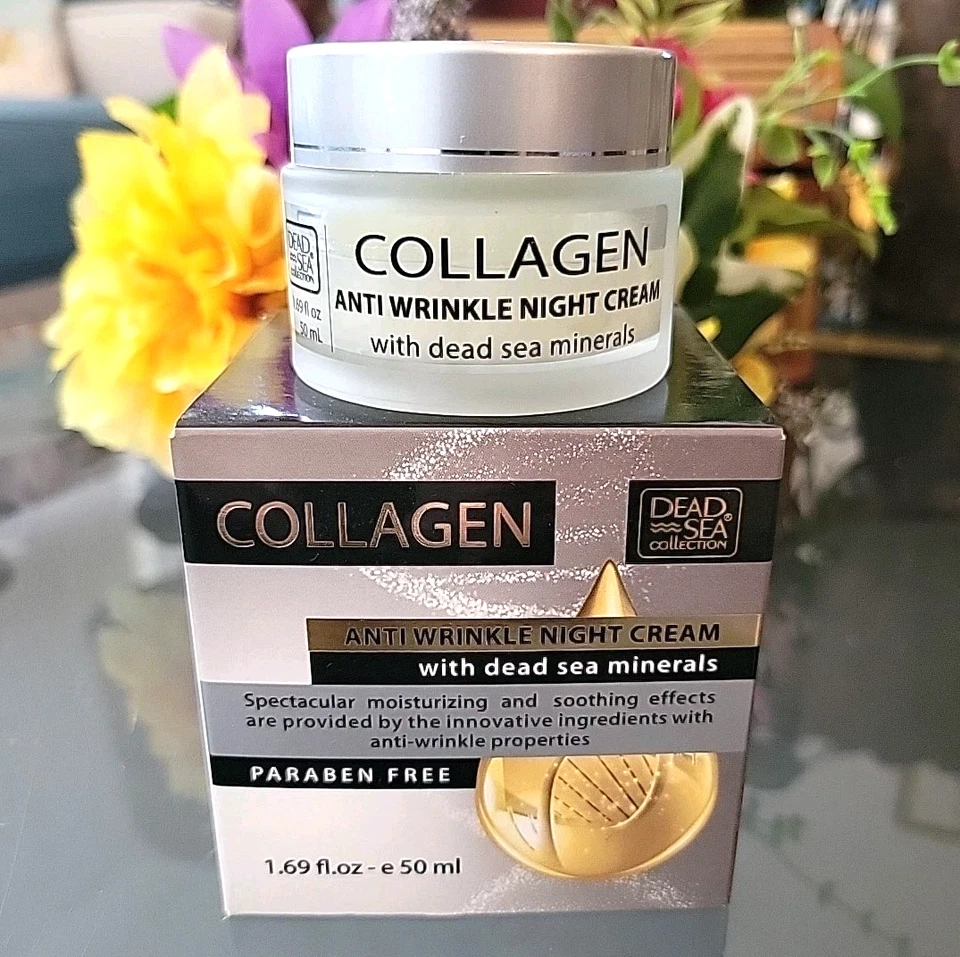 DEAD
SEA®
COLLECTION
1.69 fl oz
50 mL
COLLAGEN
ANTI WRINKLE NIGHT CREAM
with dead sea minerals
COLLAGEN
DEAD
SEA®
COLLECTION
ANTI WRINKLE NIGHT CREAM
with dead sea minerals
Spectacular moisturizing and soothing effects
are provided by the innovative ingredients with
anti-wrinkle properties
PARABEN FREE
1.69 fl.oz - e 50 ml